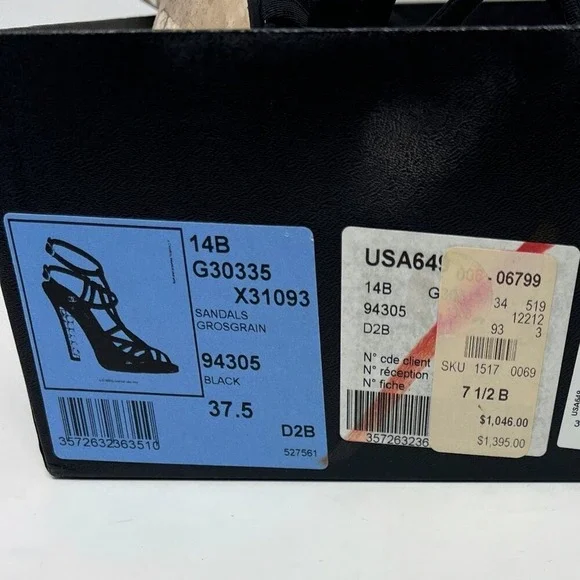 14B
G30335
X31093
SANDALS
GROSGRAIN
94305
BLACK
37.5
D2B
527561
3572632363510
USA649
14B
94305
D2B
N° cde client
N° réception
N° fiche
357263236
06799
34 519
12212
93 3
SKU 1517 0069
7 1/2 B
$1,046.00
$1,395.00